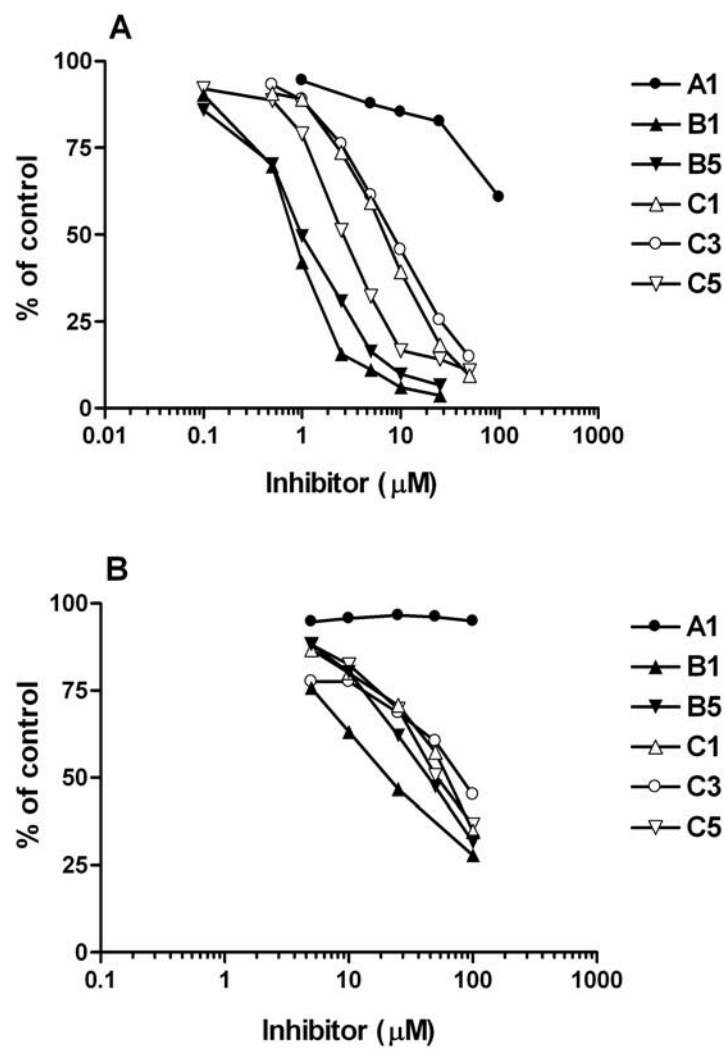 A
100
75
50
25
0
% of control
0.01 0.1 1 10 100 1000
Inhibitor (μM)
A1
B1
B5
C1
C3
C5
B
100
75
50
25
0
% of control
0.1 1 10 100 1000
Inhibitor (μM)
A1
B1
B5
C1
C3
C5